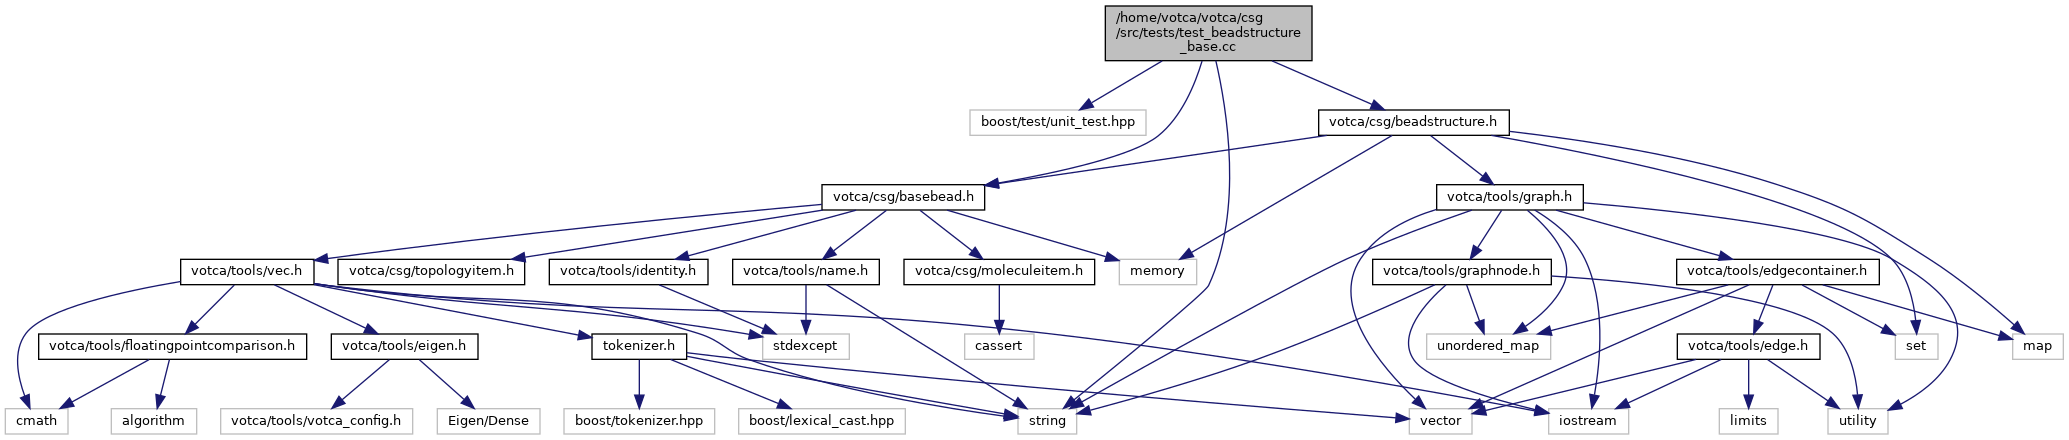 /home/votca/votca/csg
/src/tests/test_beadstructure
_base.cc
boost/test/unit_test.hpp
votca/csg/beadstructure.h
votca/csg/basebead.h
votca/tools/graph.h
votca/tools/vec.h
votca/csg/topologyitem.h
votca/tools/identity.h
votca/tools/name.h
votca/csg/moleculeitem.h
memory
votca/tools/graphnode.h
votca/tools/edgecontainer.h
votca/tools/floatingpointcomparison.h
votca/tools/eigen.h
tokenizer.h
stdexcept
cassert
unordered_map
votca/tools/edge.h
set
map
cmath
algorithm
votca/tools/votca_config.h
Eigen/Dense
boost/tokenizer.hpp
boost/lexical_cast.hpp
string
vector
iostream
limits
utility